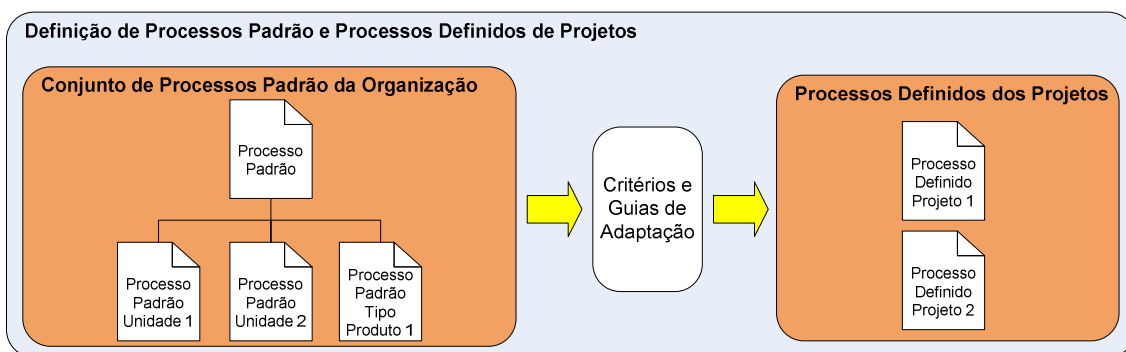 Definição de Processos Padrão e Processos Definidos de Projetos
Conjunto de Processos Padrão da Organização
Processo
Padrão
Processo
Padrão
Unidade 1
Processo
Padrão
Unidade 2
Processo
Padrão
Tipo
Produto 1
Critérios e
Guias de
Adaptação
Processos Definidos dos Projetos
Processo
Definido
Projeto 1
Processo
Definido
Projeto 2